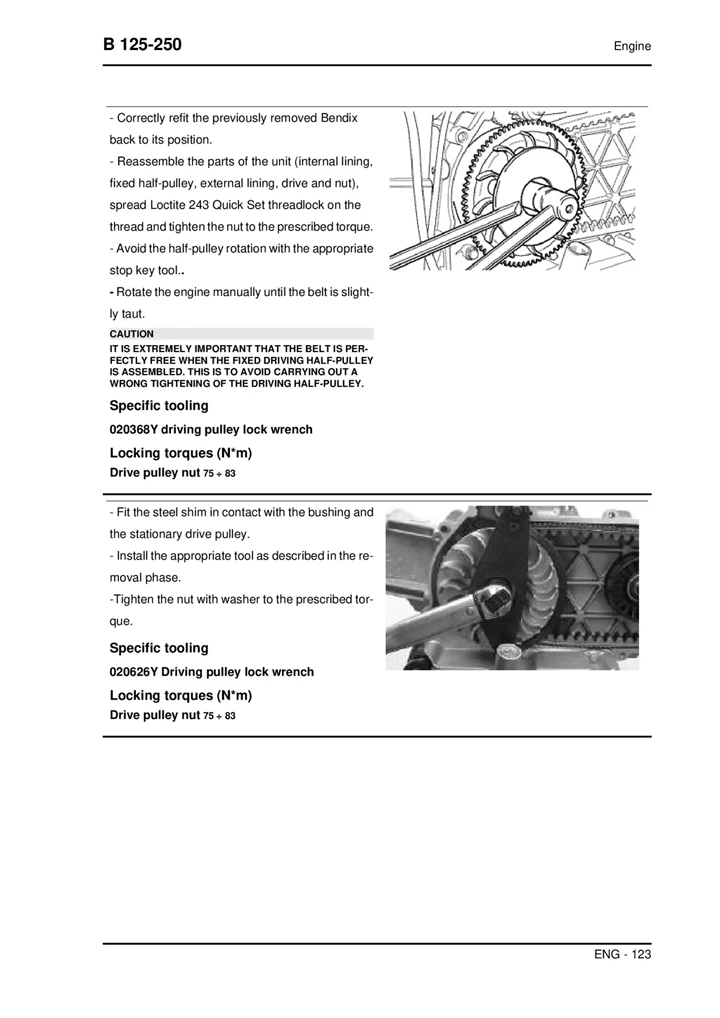 B 125-250
Engine
- Correctly refit the previously removed Bendix
back to its position.
- Reassemble the parts of the unit (internal lining,
fixed half-pulley, external lining, drive and nut),
spread Loctite 243 Quick Set threadlock on the
thread and tighten the nut to the prescribed torque.
- Avoid the half-pulley rotation with the appropriate
stop key tool..
- Rotate the engine manually until the belt is slight-
ly taut.
CAUTION
IT IS EXTREMELY IMPORTANT THAT THE BELT IS PER-
FECTLY FREE WHEN THE FIXED DRIVING HALF-PULLEY
IS ASSEMBLED. THIS IS TO AVOID CARRYING OUT A
WRONG TIGHTENING OF THE DRIVING HALF-PULLEY.
Specific tooling
020368Y driving pulley lock wrench
Locking torques (N*m)
Drive pulley nut 75 ÷ 83
- Fit the steel shim in contact with the bushing and
the stationary drive pulley.
- Install the appropriate tool as described in the re-
moval phase.
-Tighten the nut with washer to the prescribed tor-
que.
Specific tooling
020626Y Driving pulley lock wrench
Locking torques (N*m)
Drive pulley nut 75 ÷ 83
ENG - 123